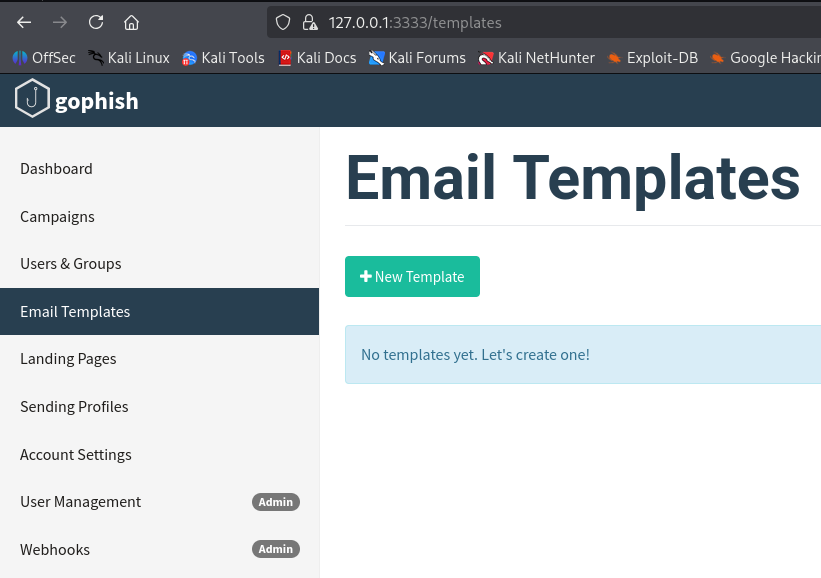 127.0.0.1:3333/templates
OffSec Kali Linux Kali Tools Kali Docs Kali Forums Kali NetHunter Exploit-DB Google Hackin
gophish
Dashboard
Campaigns
Users & Groups
Email Templates
Landing Pages
Sending Profiles
Account Settings
User Management Admin
Webhooks Admin
Email Templates
New Template
No templates yet. Let's create one!